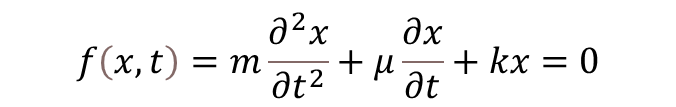 f(x, t) = m ∂²x/∂t² + μ ∂x/∂t + kx = 0